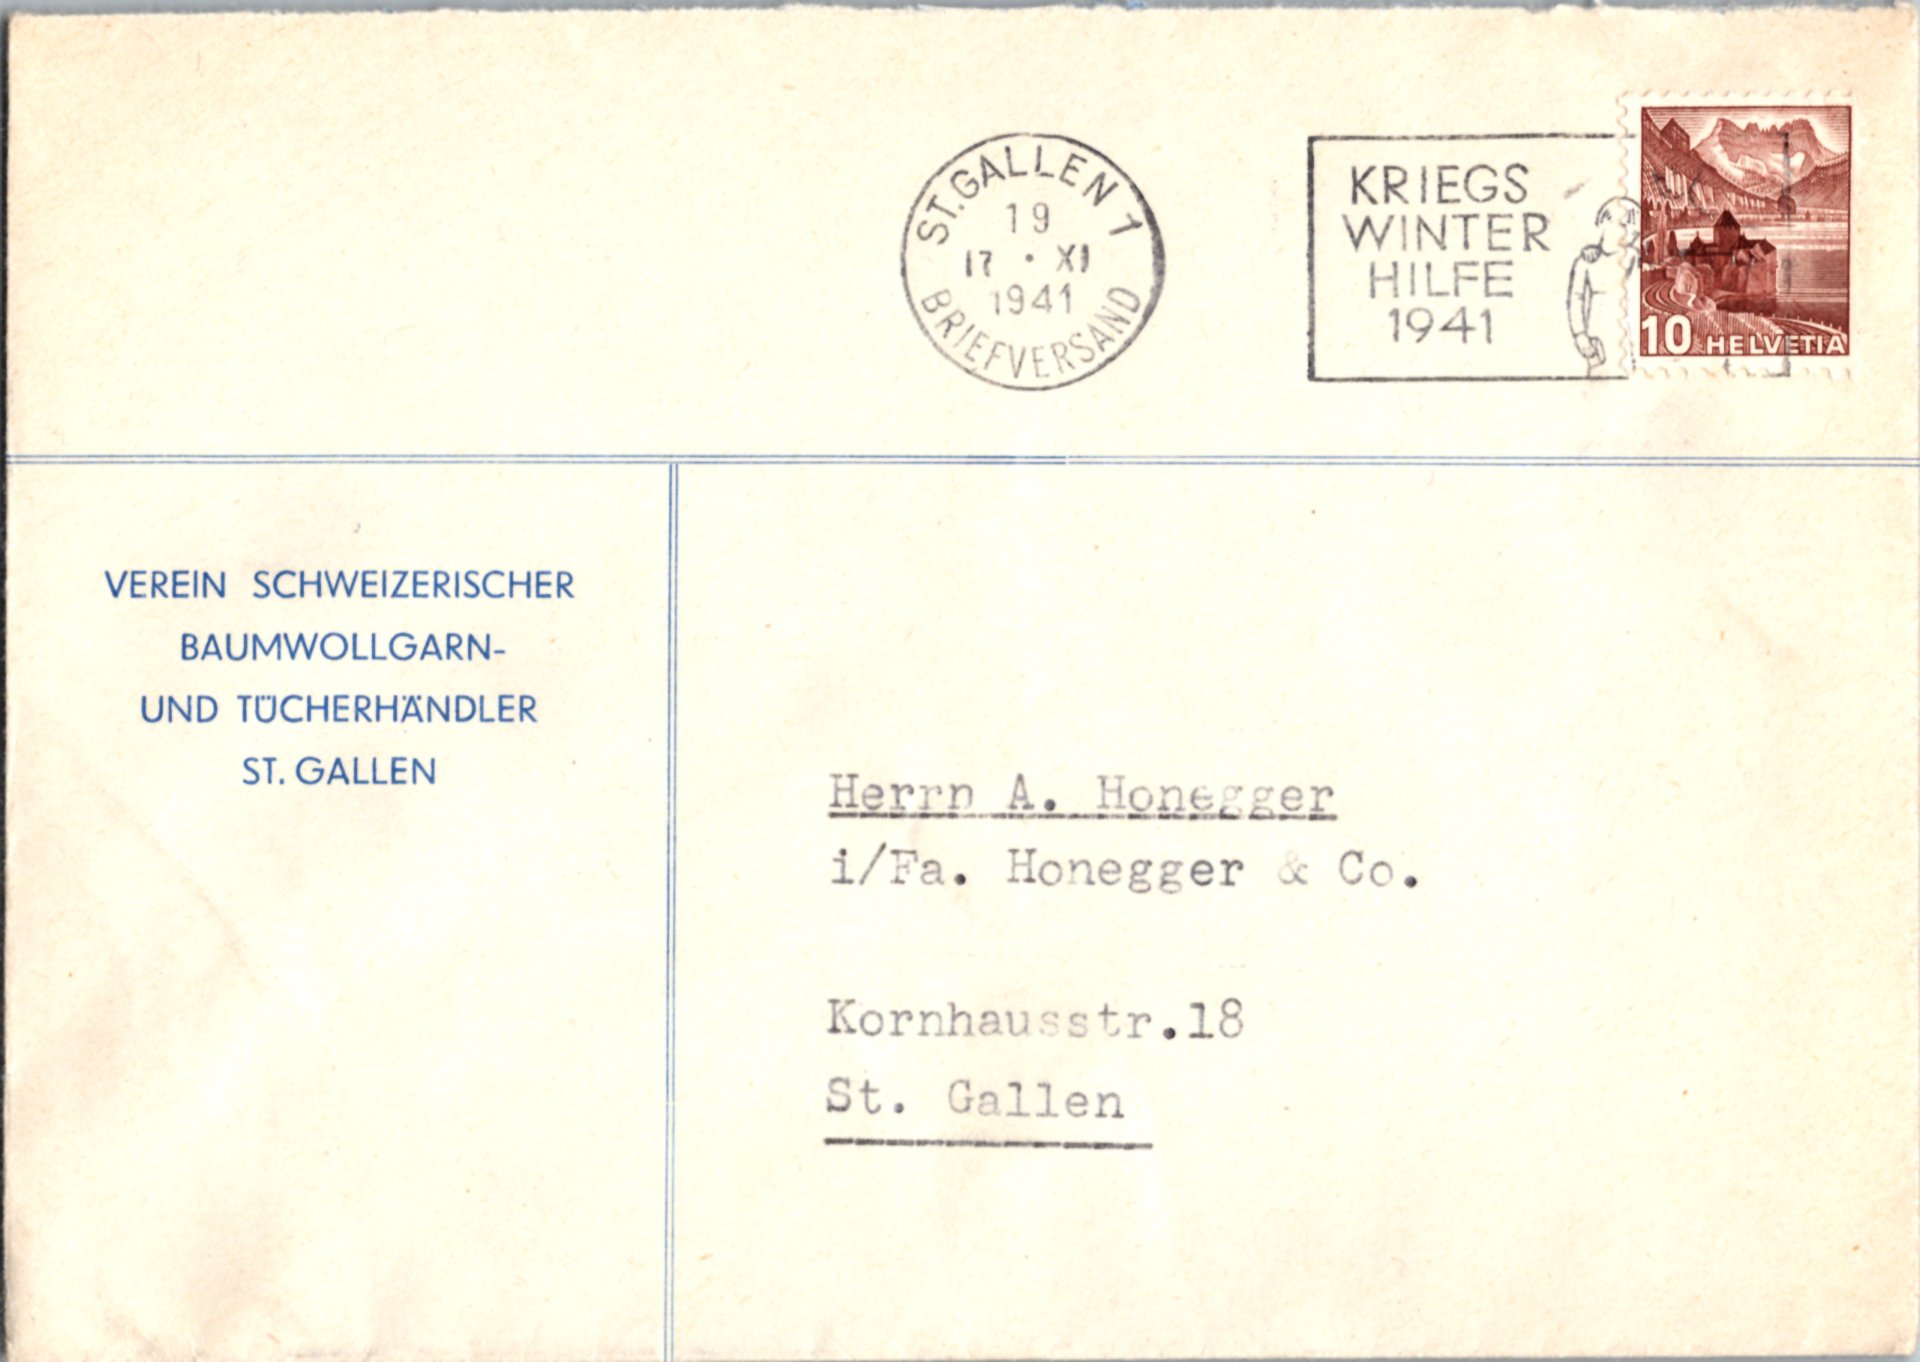 ST. GALLEN 1
19
17 · XI
1941
BRIEFVERSAND
KRIEGS
WINTER
HILFE
1941
10 HELVETIA
VEREIN SCHWEIZERISCHER
BAUMWOLLGARN-
UND TÜCHERHÄNDLER
ST. GALLEN
Herrn A. Honegger
i/Fa. Honegger & Co.
Kornhausstr.18
St. Gallen